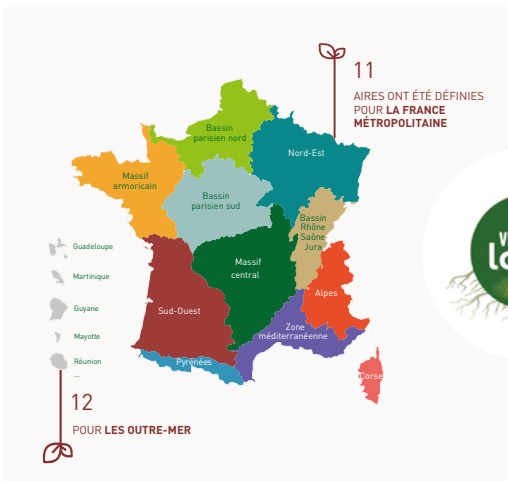 11
AIRES ONT ÉTÉ DÉFINIES
POUR LA FRANCE
MÉTROPOLITAINE
Bassin
parisien nord
Nord-Est
Massif
armoricain
Bassin
parisien sud
Bassin
Rhône
Saône
Jura
Massif
central
Alpes
Sud-Ouest
Zone
méditerranéenne
Pyrénées
Corse
Guadeloupe
Martinique
Guyane
Mayotte
Réunion
...
12
POUR LES OUTRE-MER